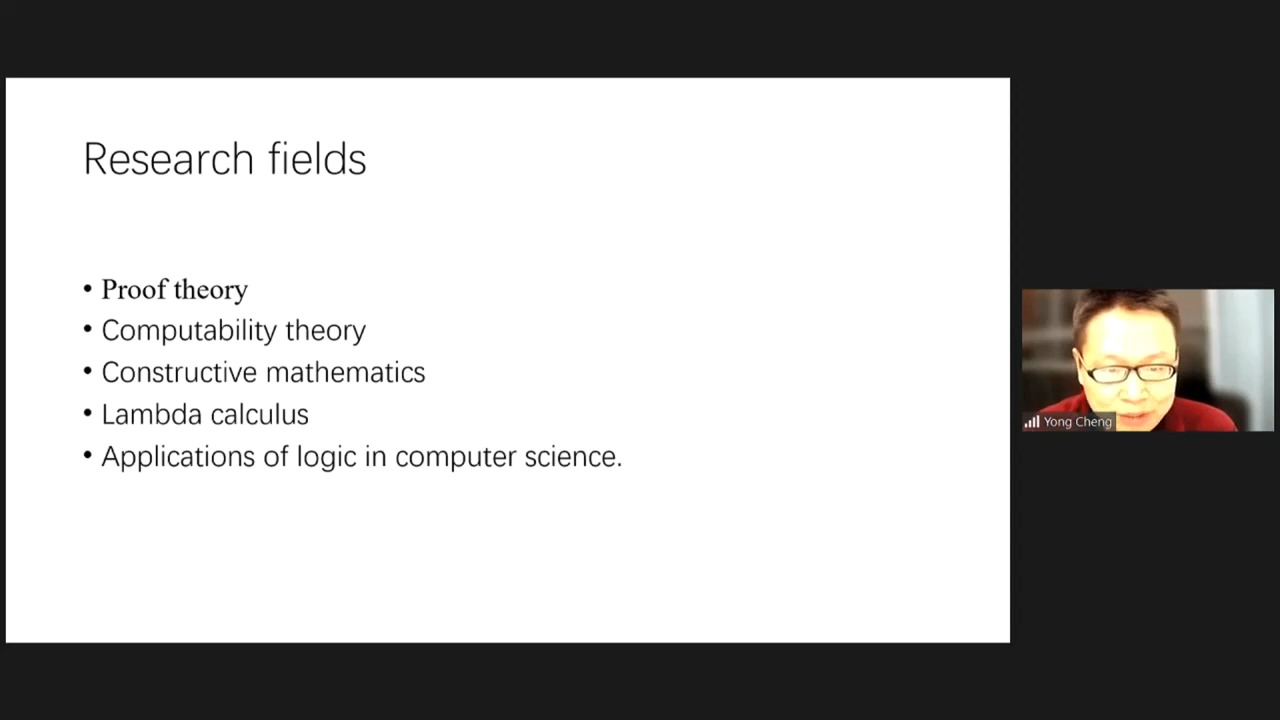 Research fields
• Proof theory
• Computability theory
• Constructive mathematics
• Lambda calculus
• Applications of logic in computer science.
Yong Cheng